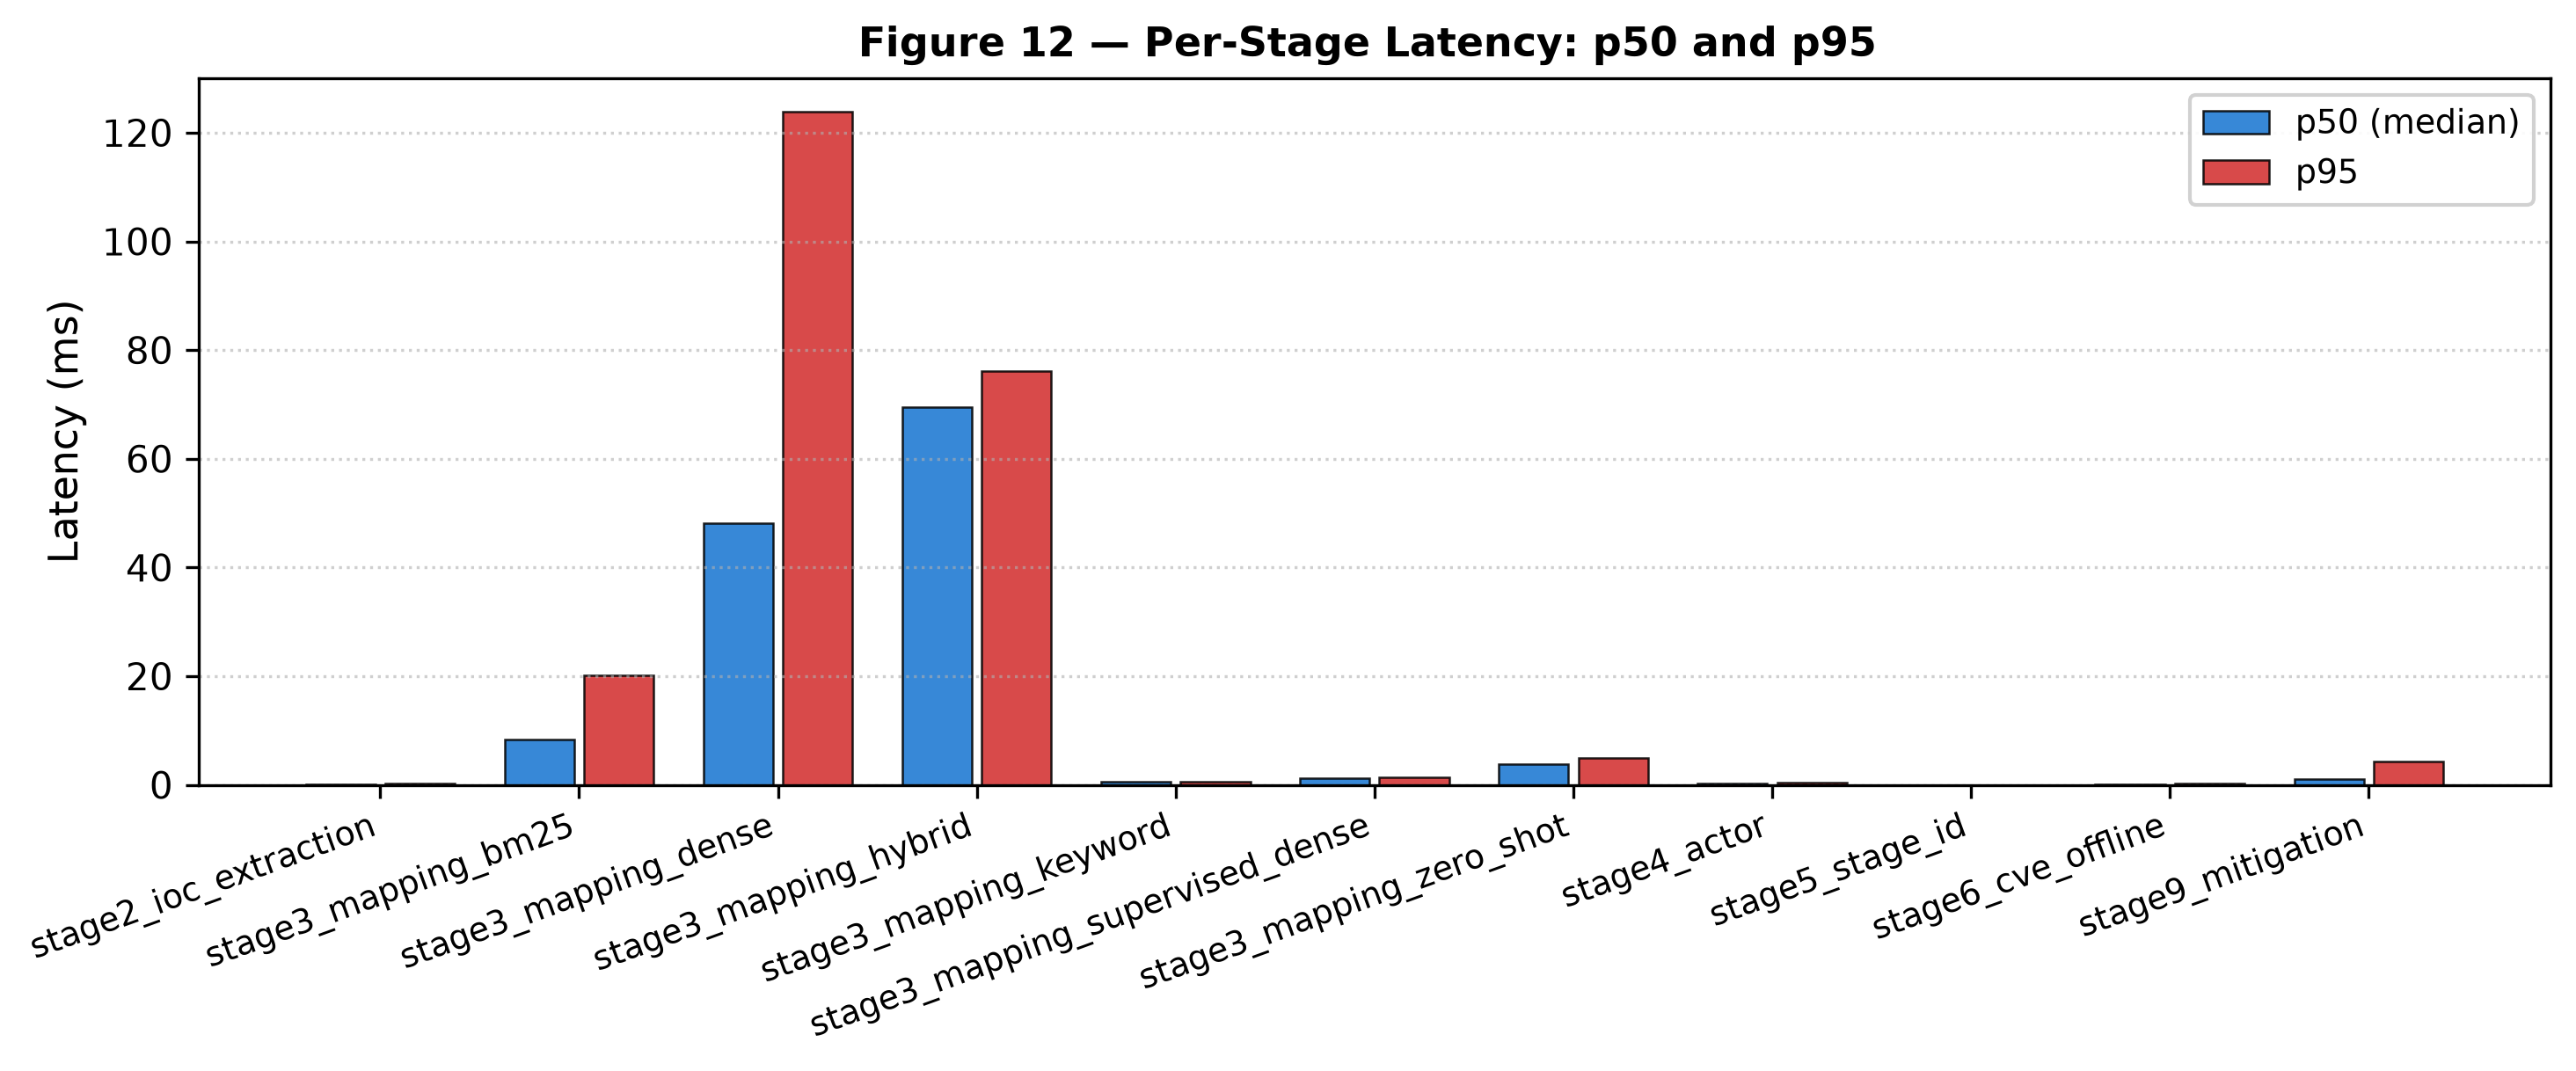 Figure 12 — Per-Stage Latency: p50 and p95
p50 (median)
p95
Latency (ms)
120
100
80
60
40
20
0
stage2_ioc_extraction
stage3_mapping_bm25
stage3_mapping_dense
stage3_mapping_hybrid
stage3_mapping_keyword
stage3_mapping_supervised_dense
stage3_mapping_zero_shot
stage4_actor
stage5_stage_id
stage6_cve_offline
stage9_mitigation